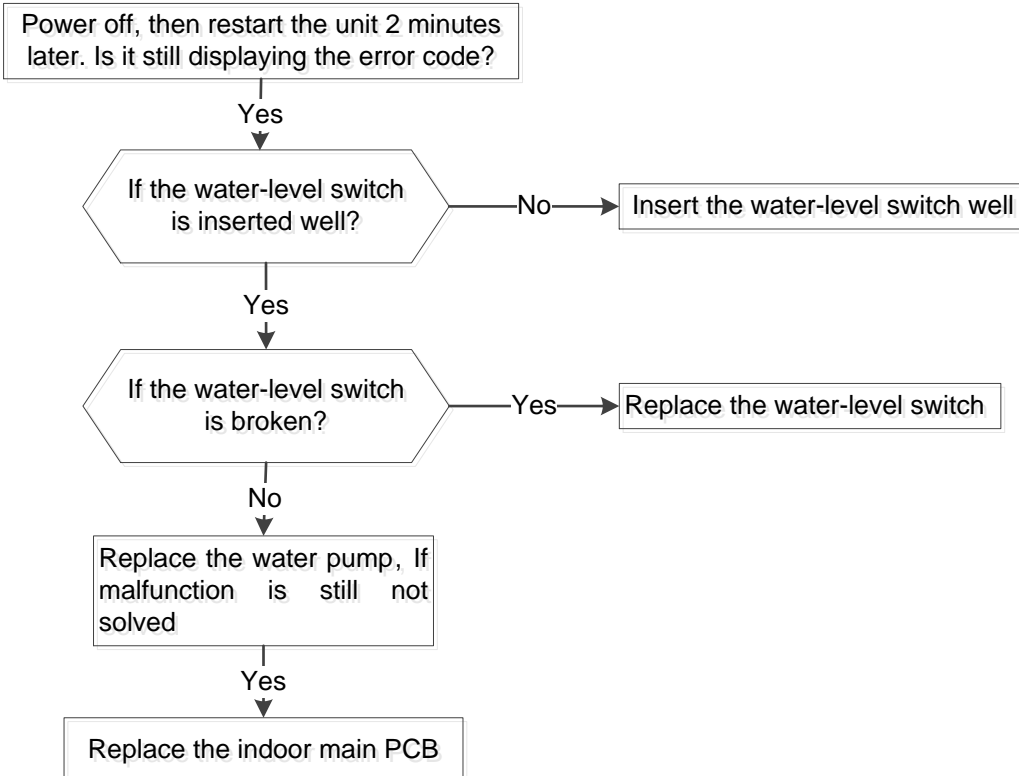 Power off, then restart the unit 2 minutes
later. Is it still displaying the error code?
Yes
If the water-level switch
is inserted well?
No
Insert the water-level switch well
Yes
If the water-level switch
is broken?
Yes
Replace the water-level switch
No
Replace the water pump, If
malfunction is still not
solved
Yes
Replace the indoor main PCB